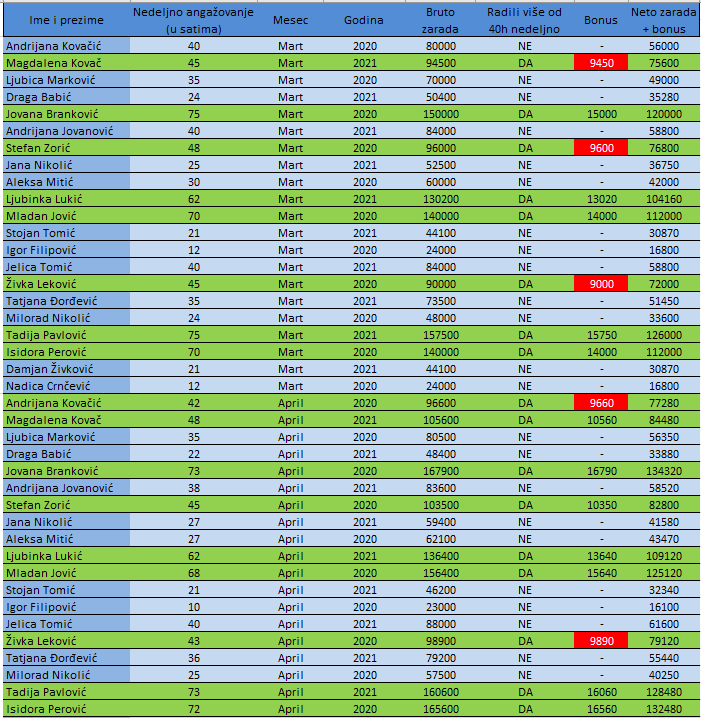 Ime i prezime Nedeljno angažovanje (u satima) Mesec Godina Bruto zarada Radili više od 40h nedeljno Bonus Neto zarada + bonus
Andrijana Kovačić 40 Mart 2020 80000 NE - 56000
Magdalena Kovač 45 Mart 2021 94500 DA 9450 75600
Ljubica Marković 35 Mart 2020 70000 NE - 49000
Draga Babić 24 Mart 2021 50400 NE - 35280
Jovana Branković 75 Mart 2020 150000 DA 15000 120000
Andrijana Jovanović 40 Mart 2021 84000 NE - 58800
Stefan Zorić 48 Mart 2020 96000 DA 9600 76800
Jana Nikolić 25 Mart 2021 52500 NE - 36750
Aleksa Mitić 30 Mart 2020 60000 NE - 42000
Ljubinka Lukić 62 Mart 2021 130200 DA 13020 104160
Mladan Jović 70 Mart 2020 140000 DA 14000 112000
Stojan Tomić 21 Mart 2021 44100 NE - 30870
Igor Filipović 12 Mart 2020 24000 NE - 16800
Jelica Tomić 40 Mart 2021 84000 NE - 58800
Živka Leković 45 Mart 2020 90000 DA 9000 72000
Tatjana Đorđević 35 Mart 2021 73500 NE - 51450
Milorad Nikolić 24 Mart 2020 48000 NE - 33600
Tadija Pavlović 75 Mart 2021 157500 DA 15750 126000
Isidora Perović 70 Mart 2020 140000 DA 14000 112000
Damjan Živković 21 Mart 2021 44100 NE - 30870
Nadica Crnčević 12 Mart 2020 24000 NE - 16800
Andrijana Kovačić 42 April 2020 96600 DA 9660 77280
Magdalena Kovač 48 April 2021 105600 DA 10560 84480
Ljubica Marković 35 April 2020 80500 NE - 56350
Draga Babić 22 April 2021 48400 NE - 33880
Jovana Branković 73 April 2020 167900 DA 16790 134320
Andrijana Jovanović 38 April 2021 83600 NE - 58520
Stefan Zorić 45 April 2020 103500 DA 10350 82800
Jana Nikolić 27 April 2021 59400 NE - 41580
Aleksa Mitić 27 April 2020 62100 NE - 43470
Ljubinka Lukić 62 April 2021 136400 DA 13640 109120
Mladan Jović 68 April 2020 156400 DA 15640 125120
Stojan Tomić 21 April 2021 46200 NE - 32340
Igor Filipović 10 April 2020 23000 NE - 16100
Jelica Tomić 40 April 2021 88000 NE - 61600
Živka Leković 43 April 2020 98900 DA 9890 79120
Tatjana Đorđević 36 April 2021 79200 NE - 55440
Milorad Nikolić 25 April 2020 57500 NE - 40250
Tadija Pavlović 73 April 2021 160600 DA 16060 128480
Isidora Perović 72 April 2020 165600 DA 16560 132480